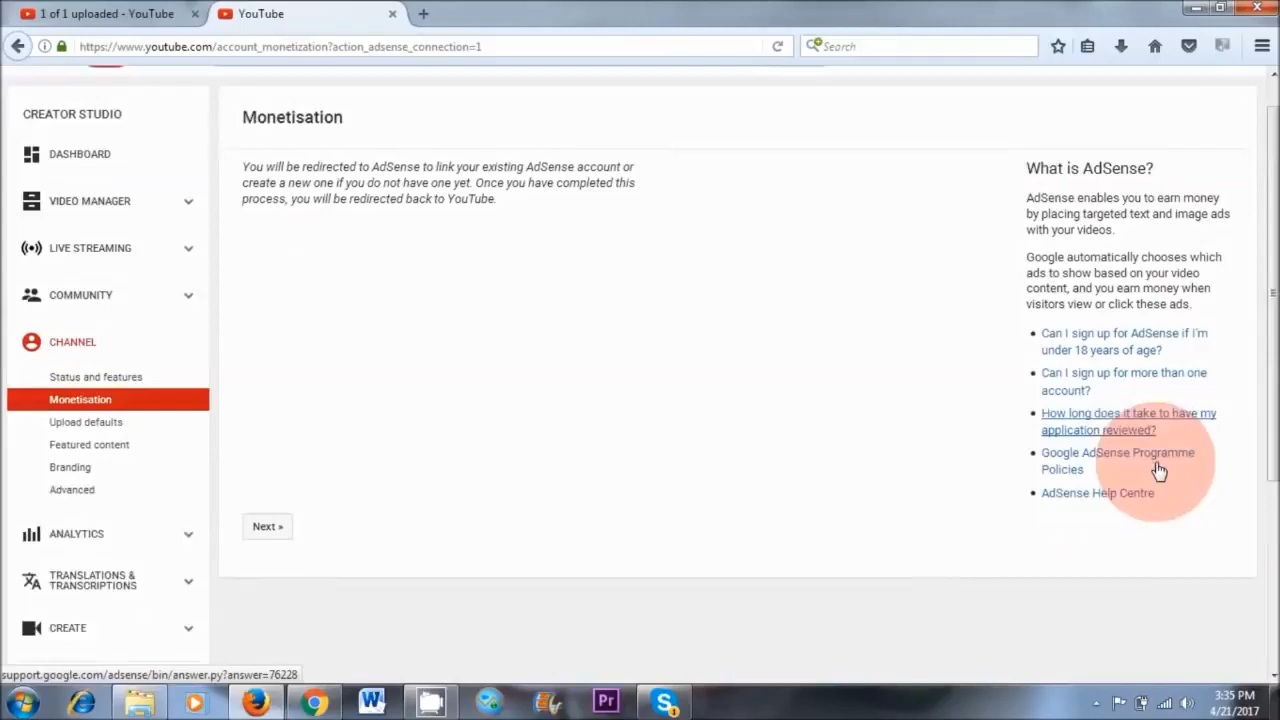 1 of 1 uploaded - YouTube
YouTube
https://www.youtube.com/account_monetization?action_adsense_connection=1
Search
CREATOR STUDIO
DASHBOARD
VIDEO MANAGER
LIVE STREAMING
COMMUNITY
CHANNEL
Status and features
Monetisation
Upload defaults
Featured content
Branding
Advanced
ANALYTICS
TRANSLATIONS &
TRANSCRIPTIONS
CREATE
Monetisation
You will be redirected to AdSense to link your existing AdSense account or
create a new one if you do not have one yet. Once you have completed this
process, you will be redirected back to YouTube.
Next »
What is AdSense?
AdSense enables you to earn money
by placing targeted text and image ads
with your videos.
Google automatically chooses which
ads to show based on your video
content, and you earn money when
visitors view or click these ads.
Can I sign up for AdSense if I'm
under 18 years of age?
Can I sign up for more than one
account?
How long does it take to have my
application reviewed?
Google AdSense Programme
Policies
AdSense Help Centre
support.google.com/adsense/bin/answer.py?answer=76228
W
Pr
S
1
3:35 PM
4/21/2017